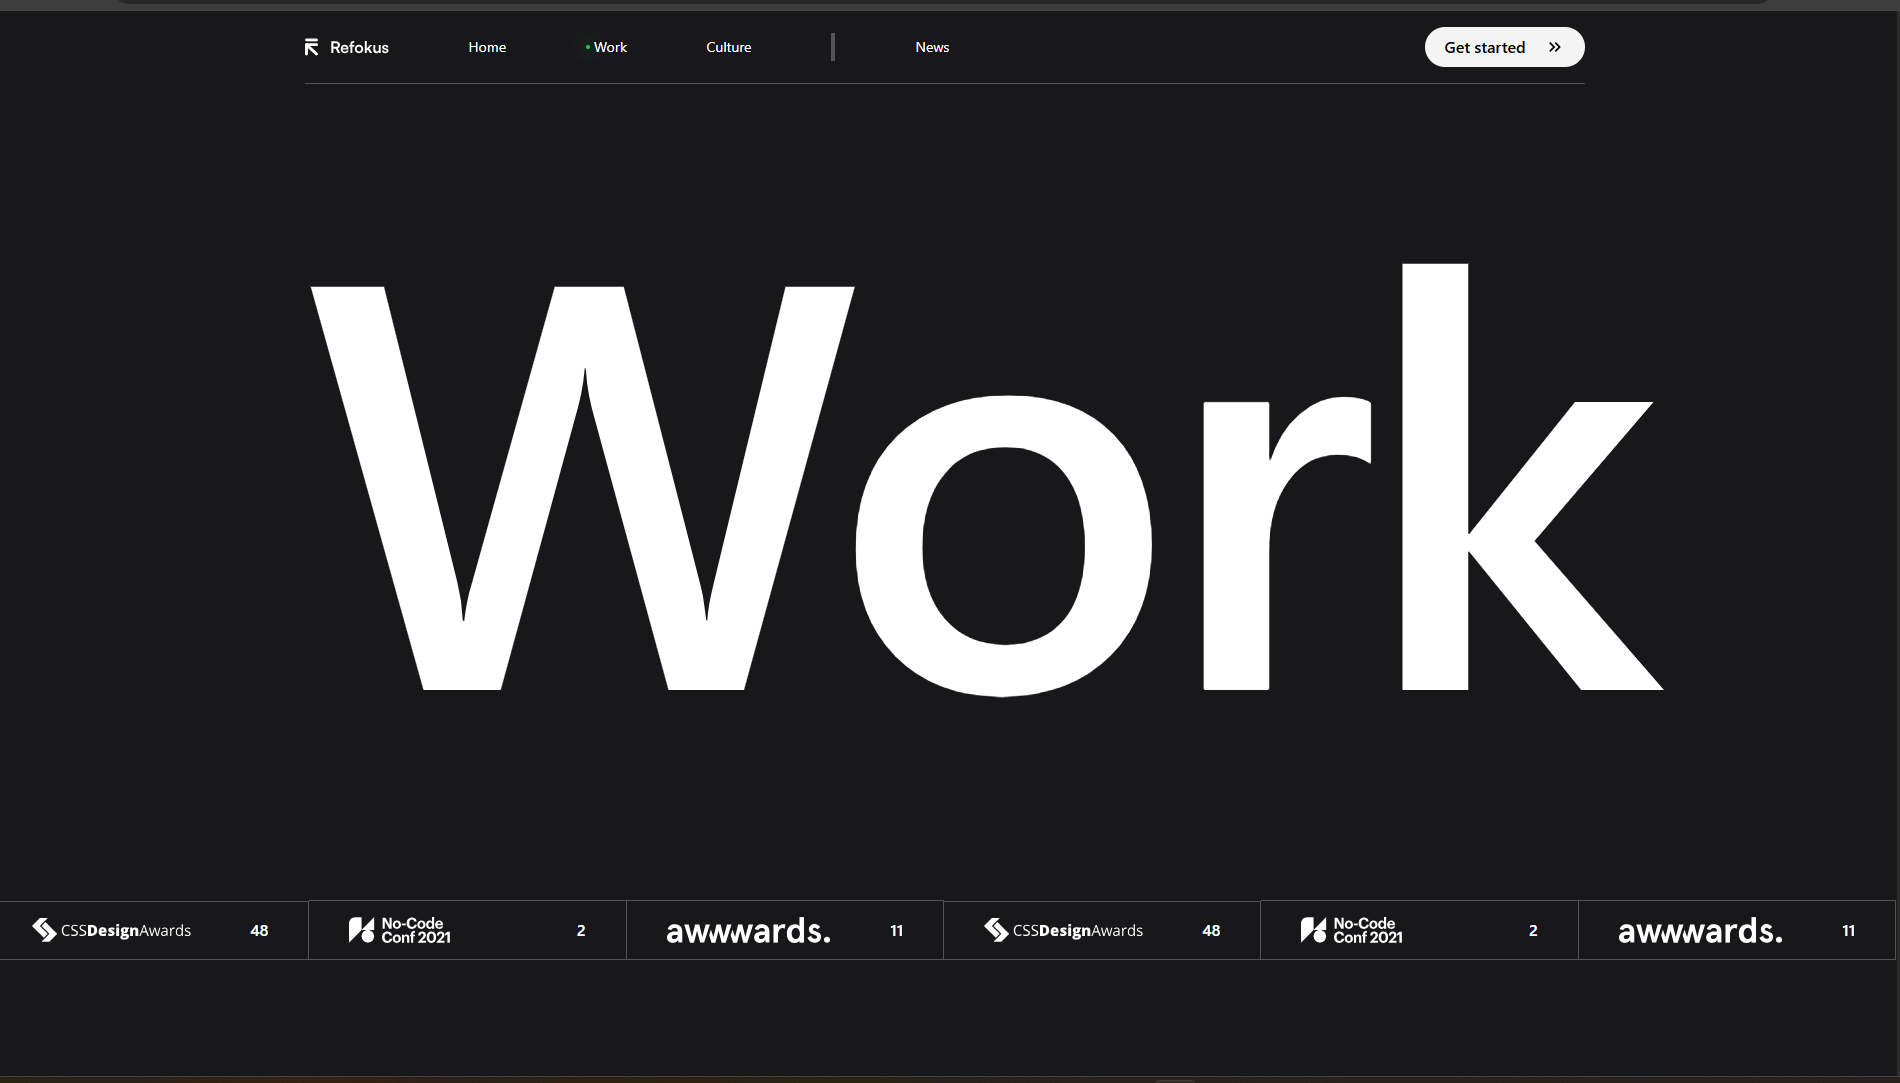 Refokus Home Work Culture News Get started
Work
CSSDesignAwards 48 No-Code Conf 2021 2 awwwards. 11 CSSDesignAwards 48 No-Code Conf 2021 2 awwwards. 11